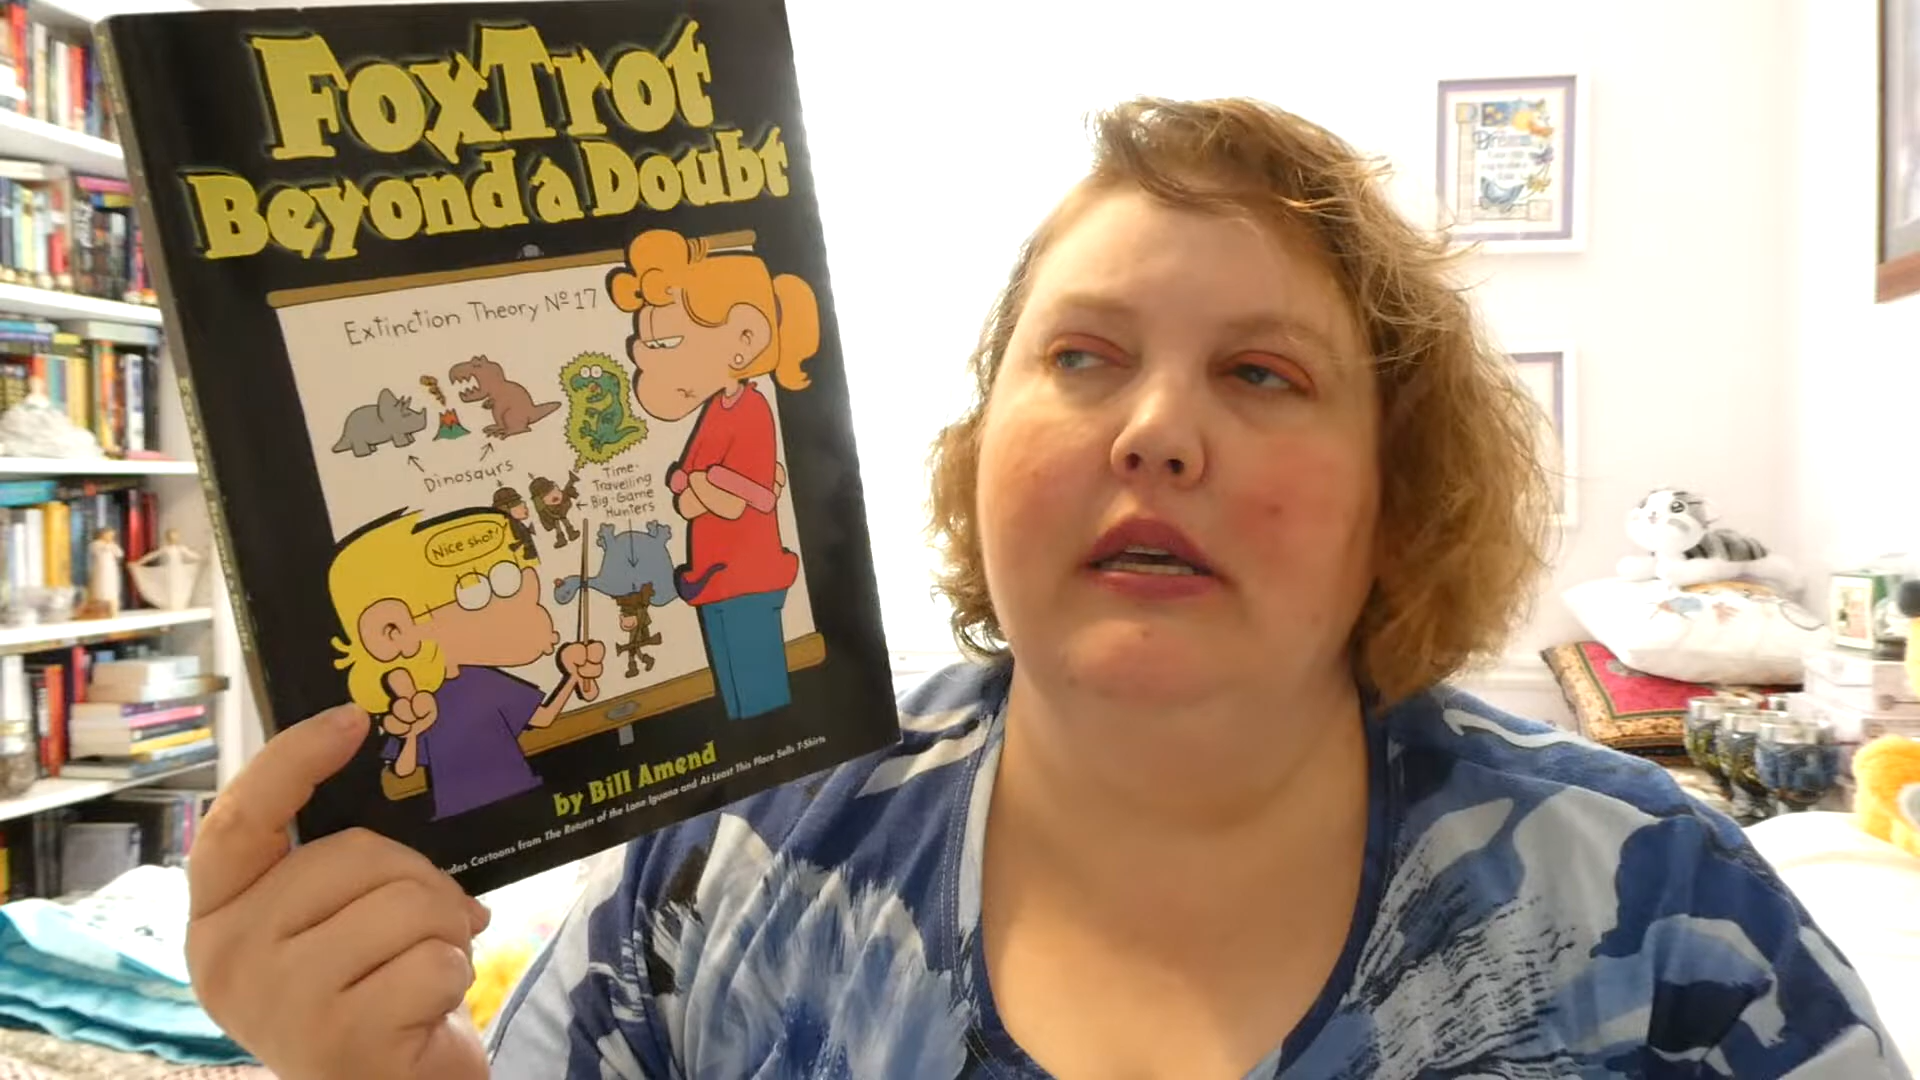 FoxTrot
Beyond a Doubt
Extinction Theory Nº 17
Dinosaurs
Time-
Travelling
Big-Game
Hunters
Nice shot!
by Bill Amend
Cartoons from The Return of the Lone Iguana and At Least This Place Sells T-Shirts
Dream